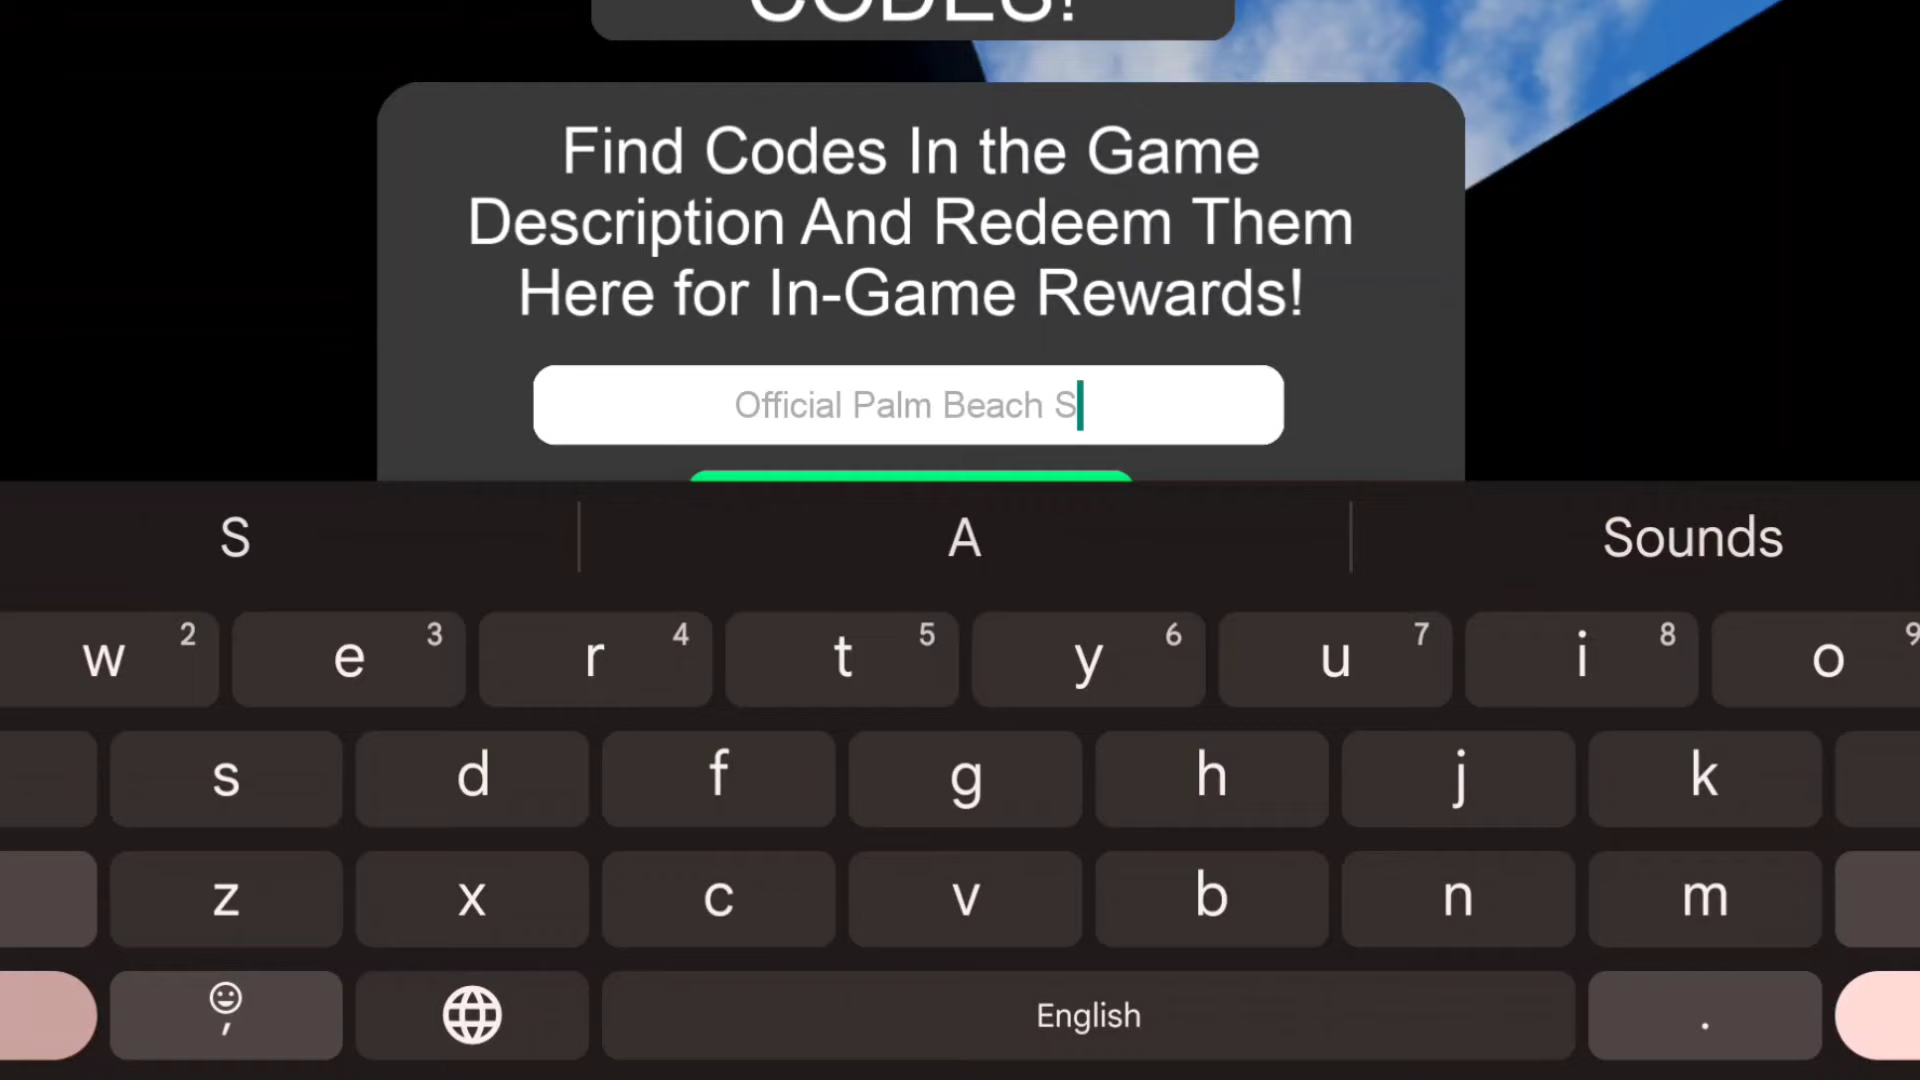 CODES!
Find Codes In the Game
Description And Redeem Them
Here for In-Game Rewards!
Official Palm Beach S
S A Sounds
w 2 e 3 r 4 t 5 y 6 u 7 i 8 o 9
s d f g h j k
z x c v b n m
, English .